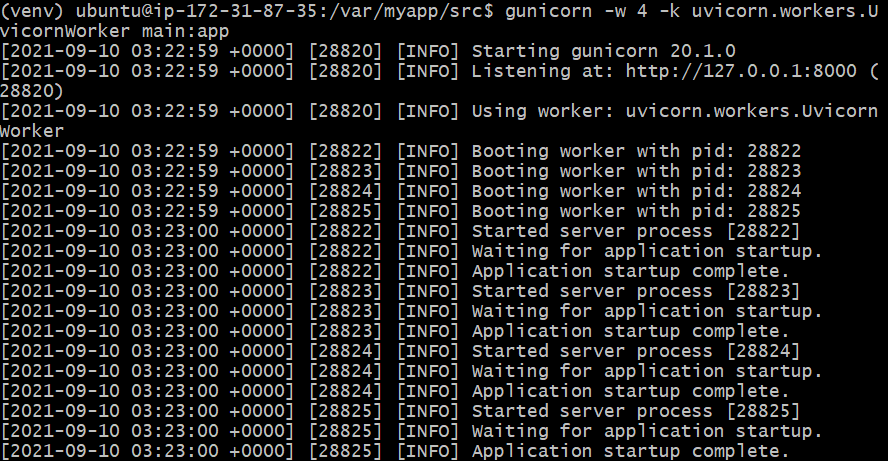 (venv) ubuntu@ip-172-31-87-35:/var/myapp/src$ gunicorn -w 4 -k uvicorn.workers.U
vicornWorker main:app
[2021-09-10 03:22:59 +0000] [28820] [INFO] Starting gunicorn 20.1.0
[2021-09-10 03:22:59 +0000] [28820] [INFO] Listening at: http://127.0.0.1:8000 (
28820)
[2021-09-10 03:22:59 +0000] [28820] [INFO] Using worker: uvicorn.workers.Uvicorn
Worker
[2021-09-10 03:22:59 +0000] [28822] [INFO] Booting worker with pid: 28822
[2021-09-10 03:22:59 +0000] [28823] [INFO] Booting worker with pid: 28823
[2021-09-10 03:22:59 +0000] [28824] [INFO] Booting worker with pid: 28824
[2021-09-10 03:22:59 +0000] [28825] [INFO] Booting worker with pid: 28825
[2021-09-10 03:23:00 +0000] [28822] [INFO] Started server process [28822]
[2021-09-10 03:23:00 +0000] [28822] [INFO] Waiting for application startup.
[2021-09-10 03:23:00 +0000] [28822] [INFO] Application startup complete.
[2021-09-10 03:23:00 +0000] [28823] [INFO] Started server process [28823]
[2021-09-10 03:23:00 +0000] [28823] [INFO] Waiting for application startup.
[2021-09-10 03:23:00 +0000] [28823] [INFO] Application startup complete.
[2021-09-10 03:23:00 +0000] [28824] [INFO] Started server process [28824]
[2021-09-10 03:23:00 +0000] [28824] [INFO] Waiting for application startup.
[2021-09-10 03:23:00 +0000] [28824] [INFO] Application startup complete.
[2021-09-10 03:23:00 +0000] [28825] [INFO] Started server process [28825]
[2021-09-10 03:23:00 +0000] [28825] [INFO] Waiting for application startup.
[2021-09-10 03:23:00 +0000] [28825] [INFO] Application startup complete.